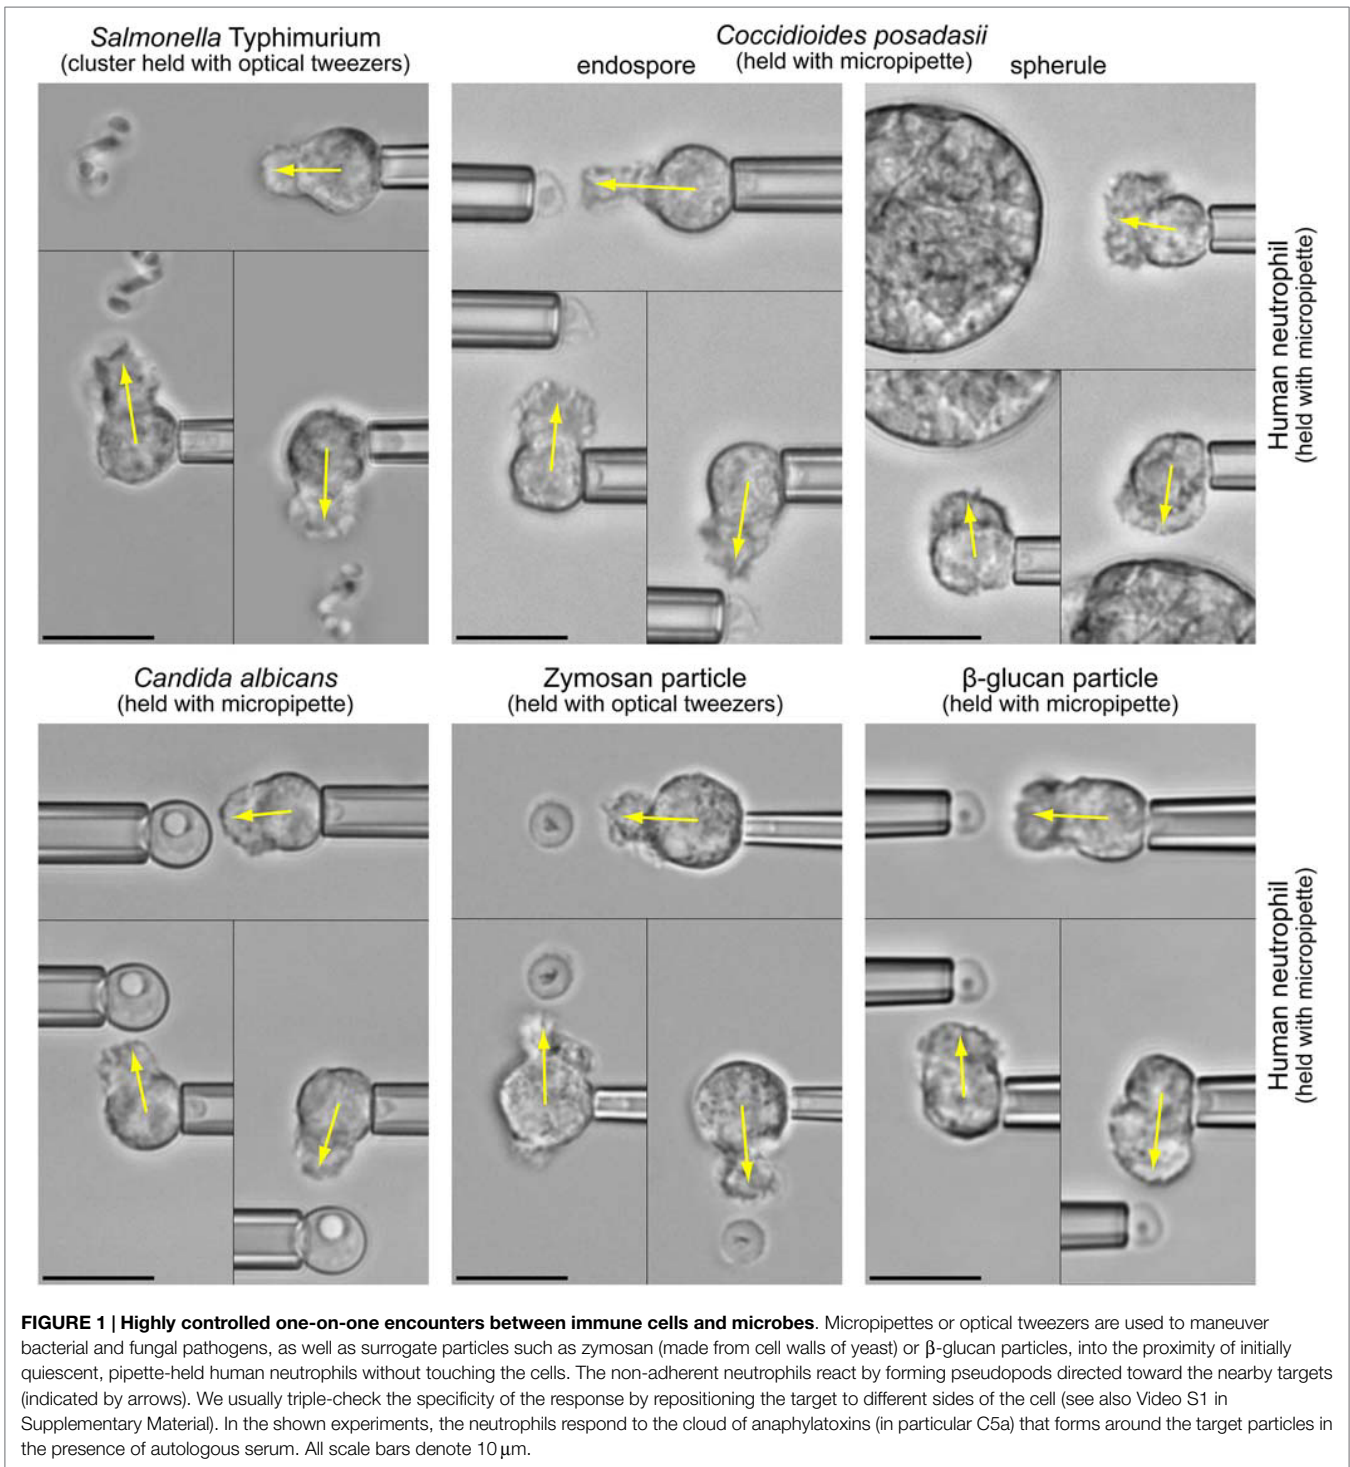 Salmonella Typhimurium
(cluster held with optical tweezers)
Coccidioides posadasii
(held with micropipette)
endospore
spherule
Human neutrophil
(held with micropipette)
Candida albicans
(held with micropipette)
Zymosan particle
(held with optical tweezers)
β-glucan particle
(held with micropipette)
Human neutrophil
(held with micropipette)
FIGURE 1 | Highly controlled one-on-one encounters between immune cells and microbes. Micropipettes or optical tweezers are used to maneuver
bacterial and fungal pathogens, as well as surrogate particles such as zymosan (made from cell walls of yeast) or β-glucan particles, into the proximity of initially
quiescent, pipette-held human neutrophils without touching the cells. The non-adherent neutrophils react by forming pseudopods directed toward the nearby targets
(indicated by arrows). We usually triple-check the specificity of the response by repositioning the target to different sides of the cell (see also Video S1 in
Supplementary Material). In the shown experiments, the neutrophils respond to the cloud of anaphylatoxins (in particular C5a) that forms around the target particles in
the presence of autologous serum. All scale bars denote 10 μm.